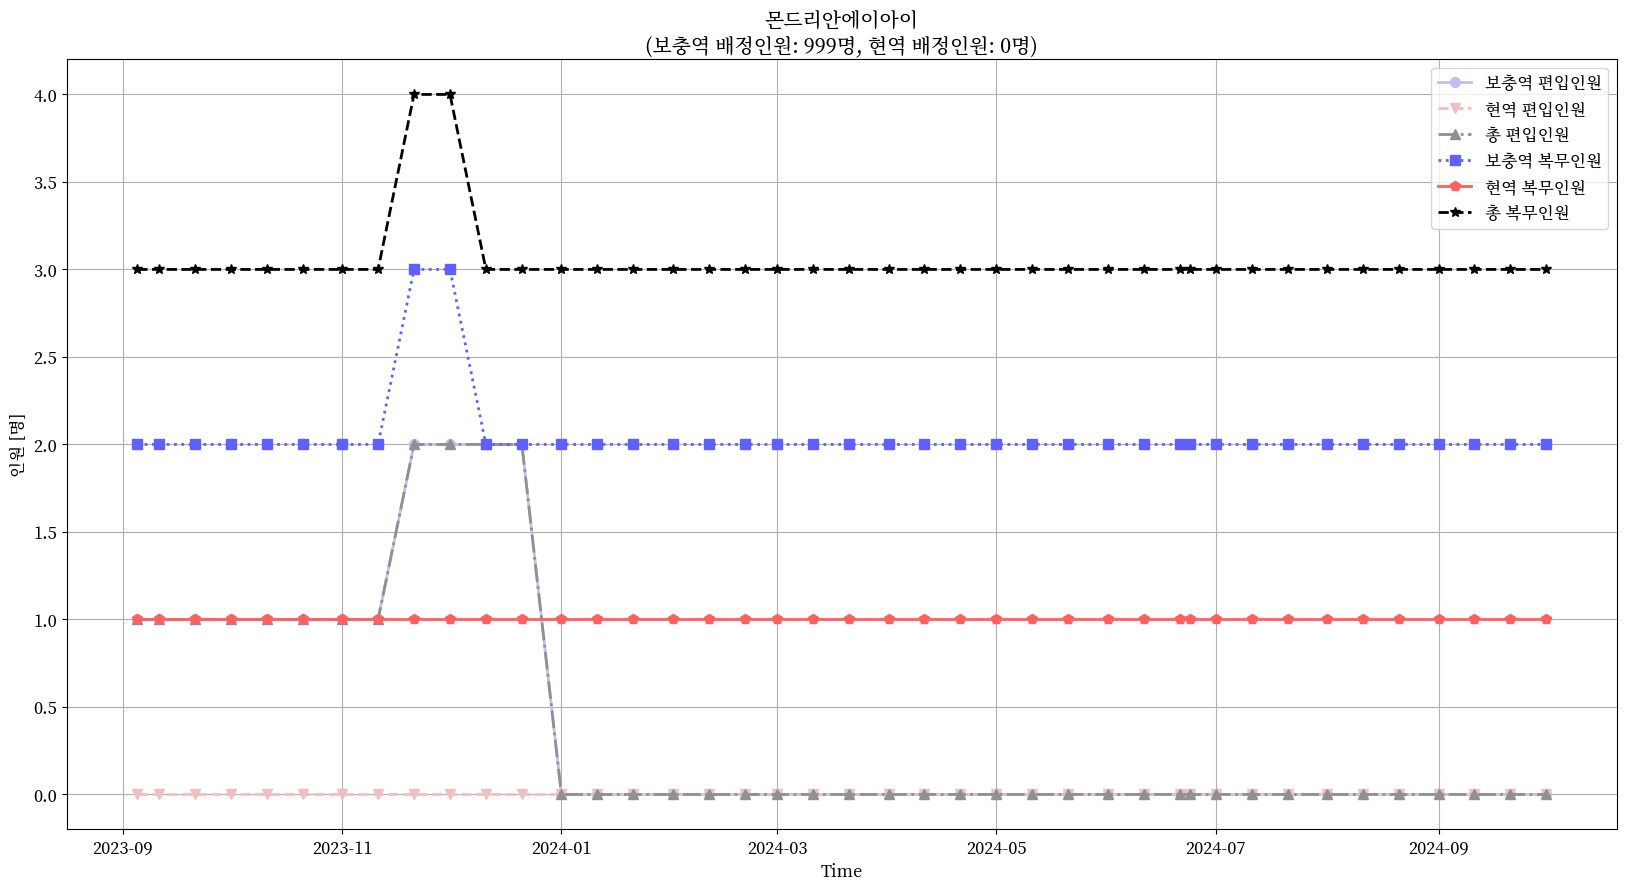 몬드리안에이아이
(보충역 배정인원: 999명, 현역 배정인원: 0명)
보충역 편입인원
현역 편입인원
총 편입인원
보충역 복무인원
현역 복무인원
총 복무인원
인원 [명]
4.0
3.5
3.0
2.5
2.0
1.5
1.0
0.5
0.0
2023-09
2023-11
2024-01
2024-03
2024-05
2024-07
2024-09
Time